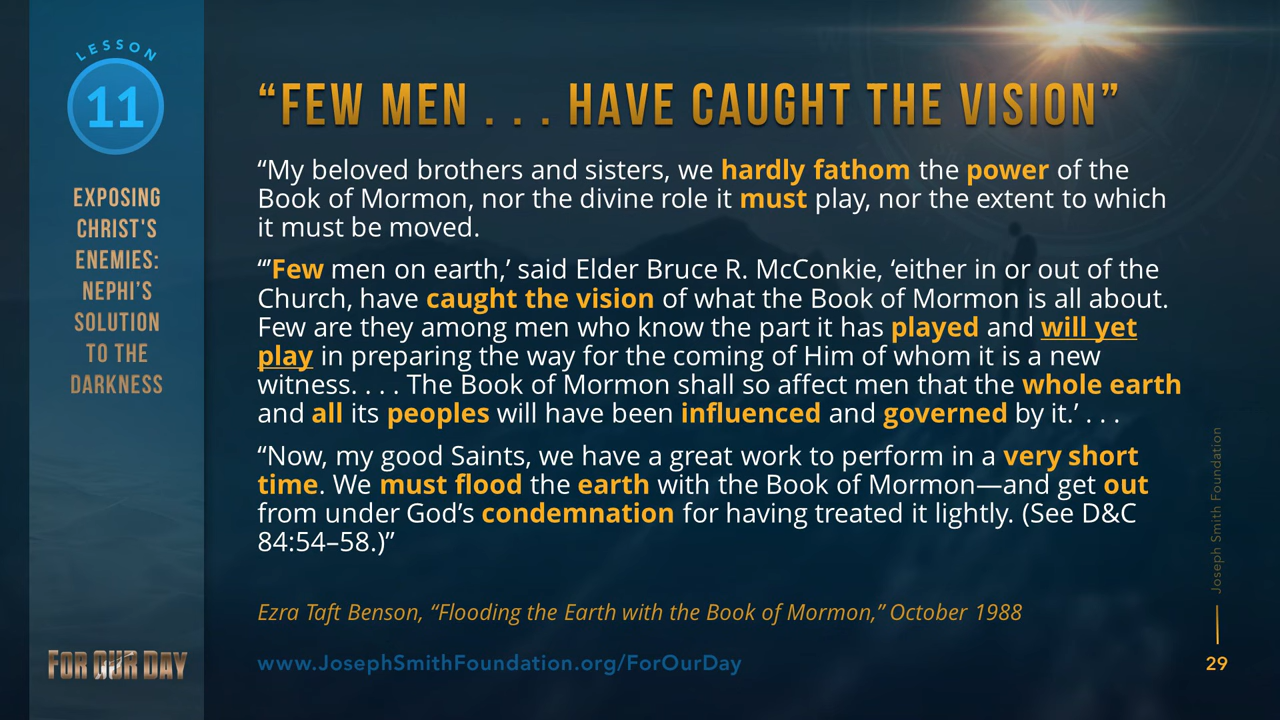 LESSON
11
EXPOSING
CHRIST'S
ENEMIES:
NEPHI'S
SOLUTION
TO THE
DARKNESS
FOR OUR DAY
“FEW MEN . . . HAVE CAUGHT THE VISION”
“My beloved brothers and sisters, we hardly fathom the power of the
Book of Mormon, nor the divine role it must play, nor the extent to which
it must be moved.
“‘Few men on earth,’ said Elder Bruce R. McConkie, ‘either in or out of the
Church, have caught the vision of what the Book of Mormon is all about.
Few are they among men who know the part it has played and will yet
play in preparing the way for the coming of Him of whom it is a new
witness. . . . The Book of Mormon shall so affect men that the whole earth
and all its peoples will have been influenced and governed by it.’ . . .
“Now, my good Saints, we have a great work to perform in a very short
time. We must flood the earth with the Book of Mormon—and get out
from under God’s condemnation for having treated it lightly. (See D&C
84:54–58.)”
Ezra Taft Benson, “Flooding the Earth with the Book of Mormon,” October 1988
www.JosephSmithFoundation.org/ForOurDay
Joseph Smith Foundation
29